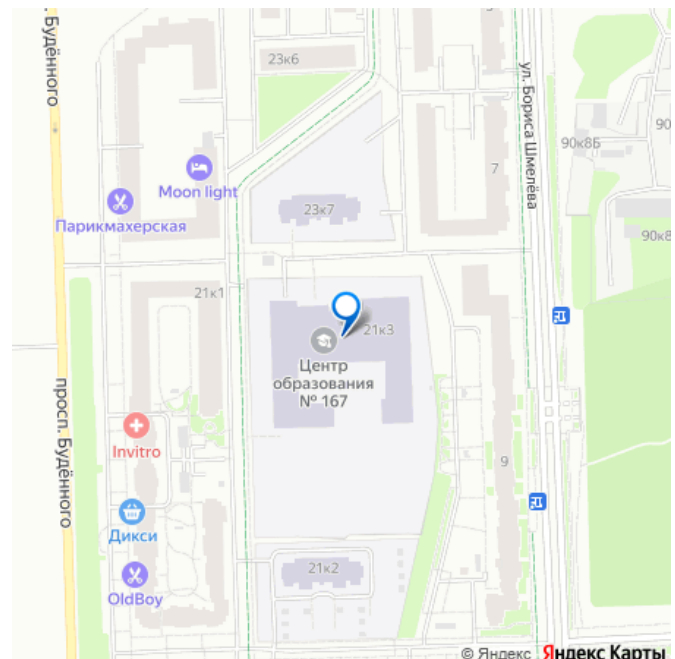 просп. Будённого
23к6
ул. Бориса Шмелёва
90к8Б
7
Moon light
Парикмахерская
23к7
90к8
21к1
21к3
Центр
образования
№ 167
просп. Будённого
Invitro
9
Дикси
OldBoy
21к2
© Яндекс Яндекс Карты